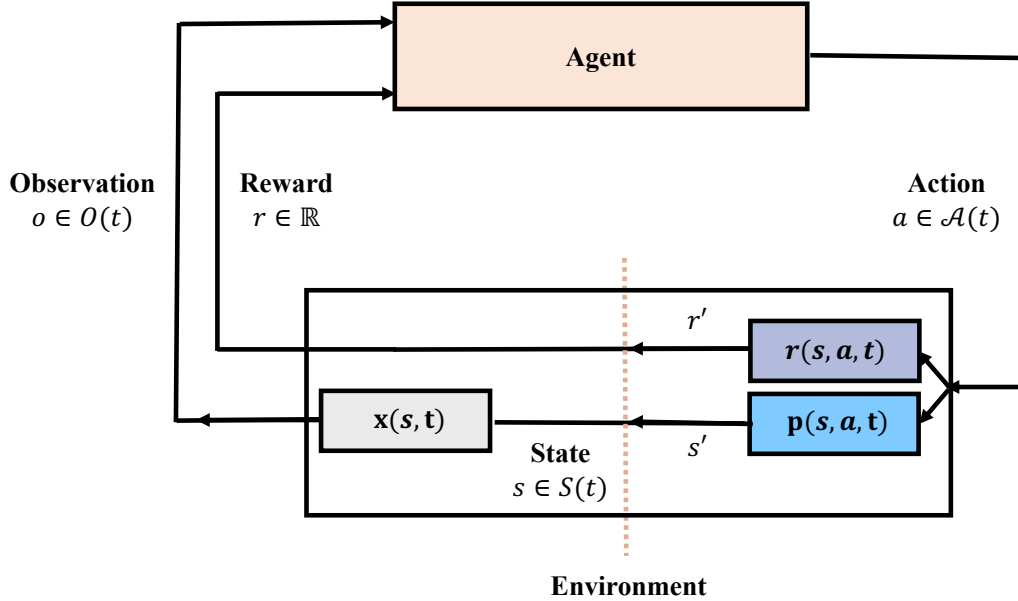 Agent
Observation
o ∈ O(t)
Reward
r ∈ ℝ
Action
a ∈ 𝒜(t)
r′
r(s, a, t)
x(s, t)
p(s, a, t)
s′
State
s ∈ S(t)
Environment